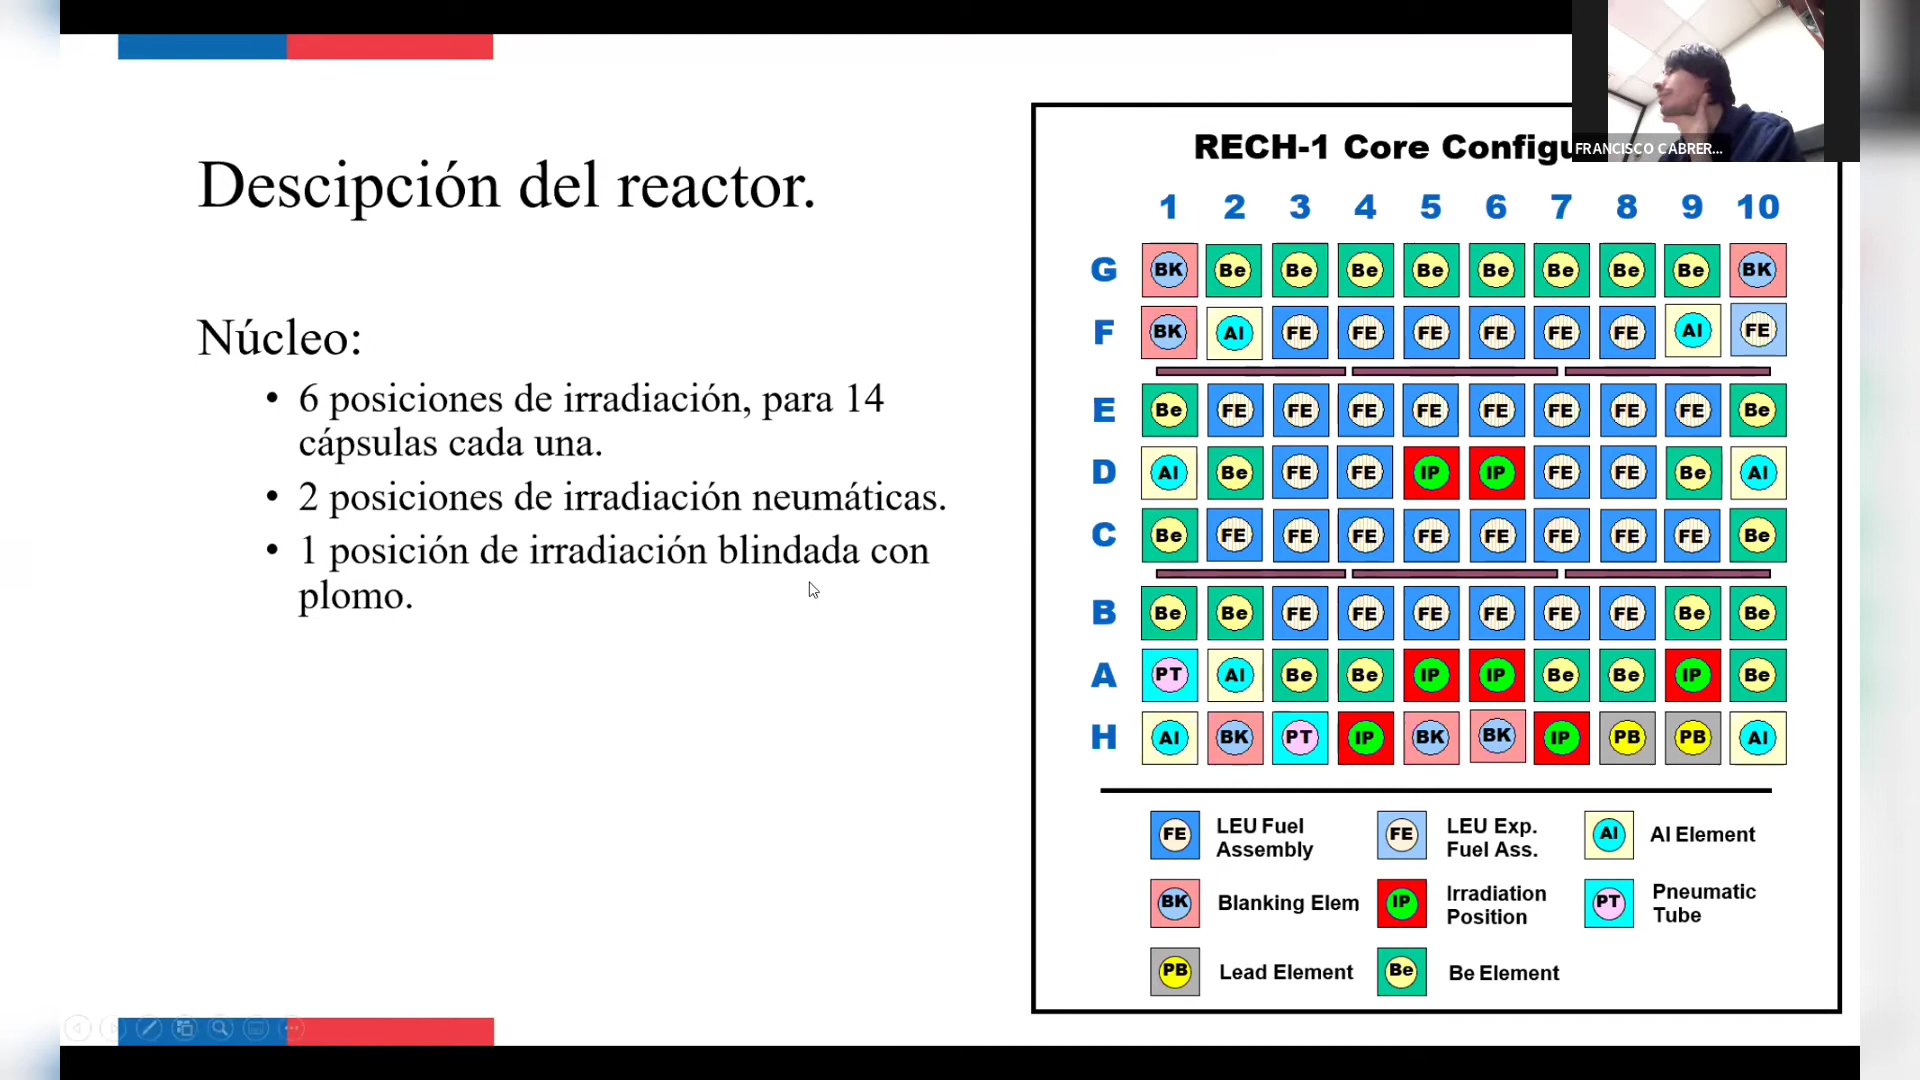 FRANCISCO CABRER...
Descipción del reactor.
Núcleo:
• 6 posiciones de irradiación, para 14
cápsulas cada una.
• 2 posiciones de irradiación neumáticas.
• 1 posición de irradiación blindada con
plomo.
RECH-1 Core Configu
1 2 3 4 5 6 7 8 9 10
G BK Be Be Be Be Be Be Be Be BK
F BK Al FE FE FE FE FE FE Al FE
E Be FE FE FE FE FE FE FE FE Be
D Al Be FE FE IP IP FE FE Be Al
C Be FE FE FE FE FE FE FE FE Be
B Be Be FE FE FE FE FE FE Be Be
A PT Al Be Be IP IP Be Be IP Be
H Al BK PT IP BK BK IP PB PB Al
FE LEU Fuel
Assembly
FE LEU Exp.
Fuel Ass.
Al Al Element
BK Blanking Elem
IP Irradiation
Position
PT Pneumatic
Tube
PB Lead Element
Be Be Element